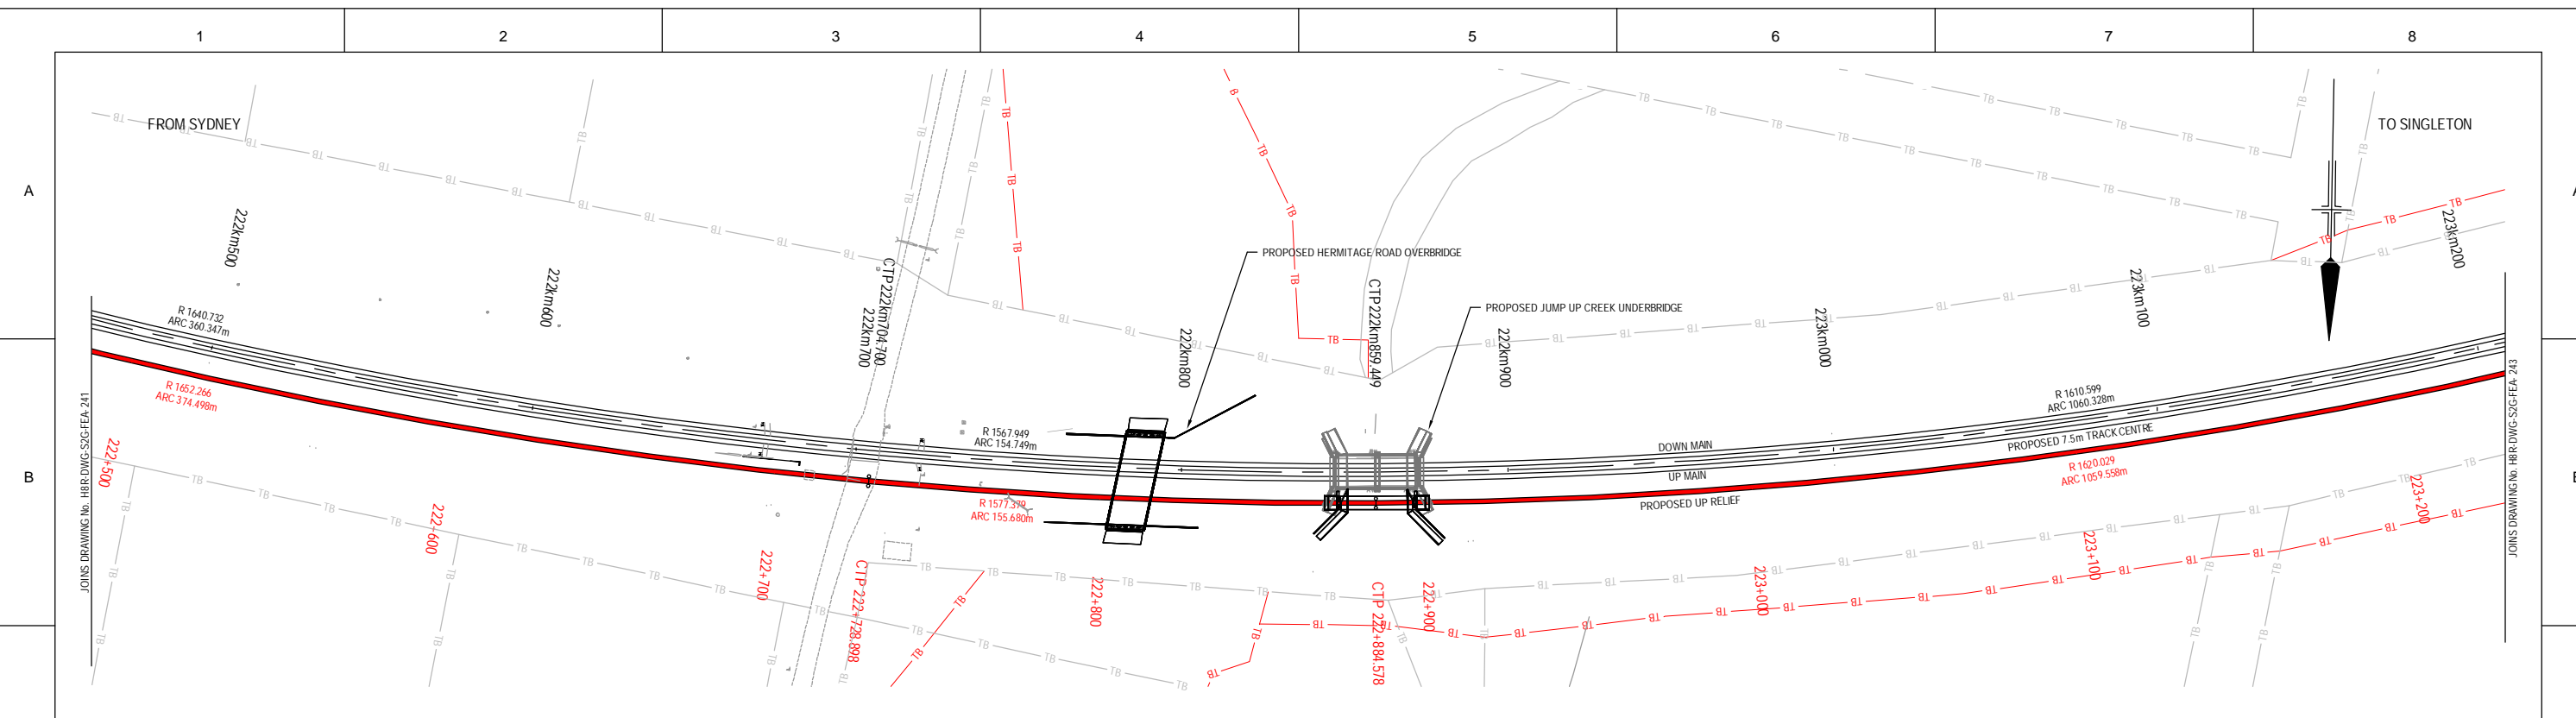 1 2 3 4 5 6 7 8
A
A
FROM SYDNEY
TO SINGLETON
222km500
222km600
CTP222km704.700
222km700
222km800
CTP222km859.449
222km900
223km000
223km100
223km200
PROPOSED HERMITAGE ROAD OVERBRIDGE
PROPOSED JUMP UP CREEK UNDERBRIDGE
R 1640.732
ARC 360.347m
R 1652.266
ARC 374.498m
R 1567.949
ARC 154.749m
R 1577.379
ARC 155.680m
R 1610.599
ARC 1060.328m
R 1620.029
ARC 1059.558m
DOWN MAIN
UP MAIN
PROPOSED 7.5m TRACK CENTRE
PROPOSED UP RELIEF
B
JOINS DRAWING No. H8R-DWG-S2G-FEA-241
JOINS DRAWING No. H8R-DWG-S2G-FEA-243
222+500
222+600
222+700
CTP 222+728.898
222+800
CTP 222+884.578
222+900
223+000
223+100
223+200
TB